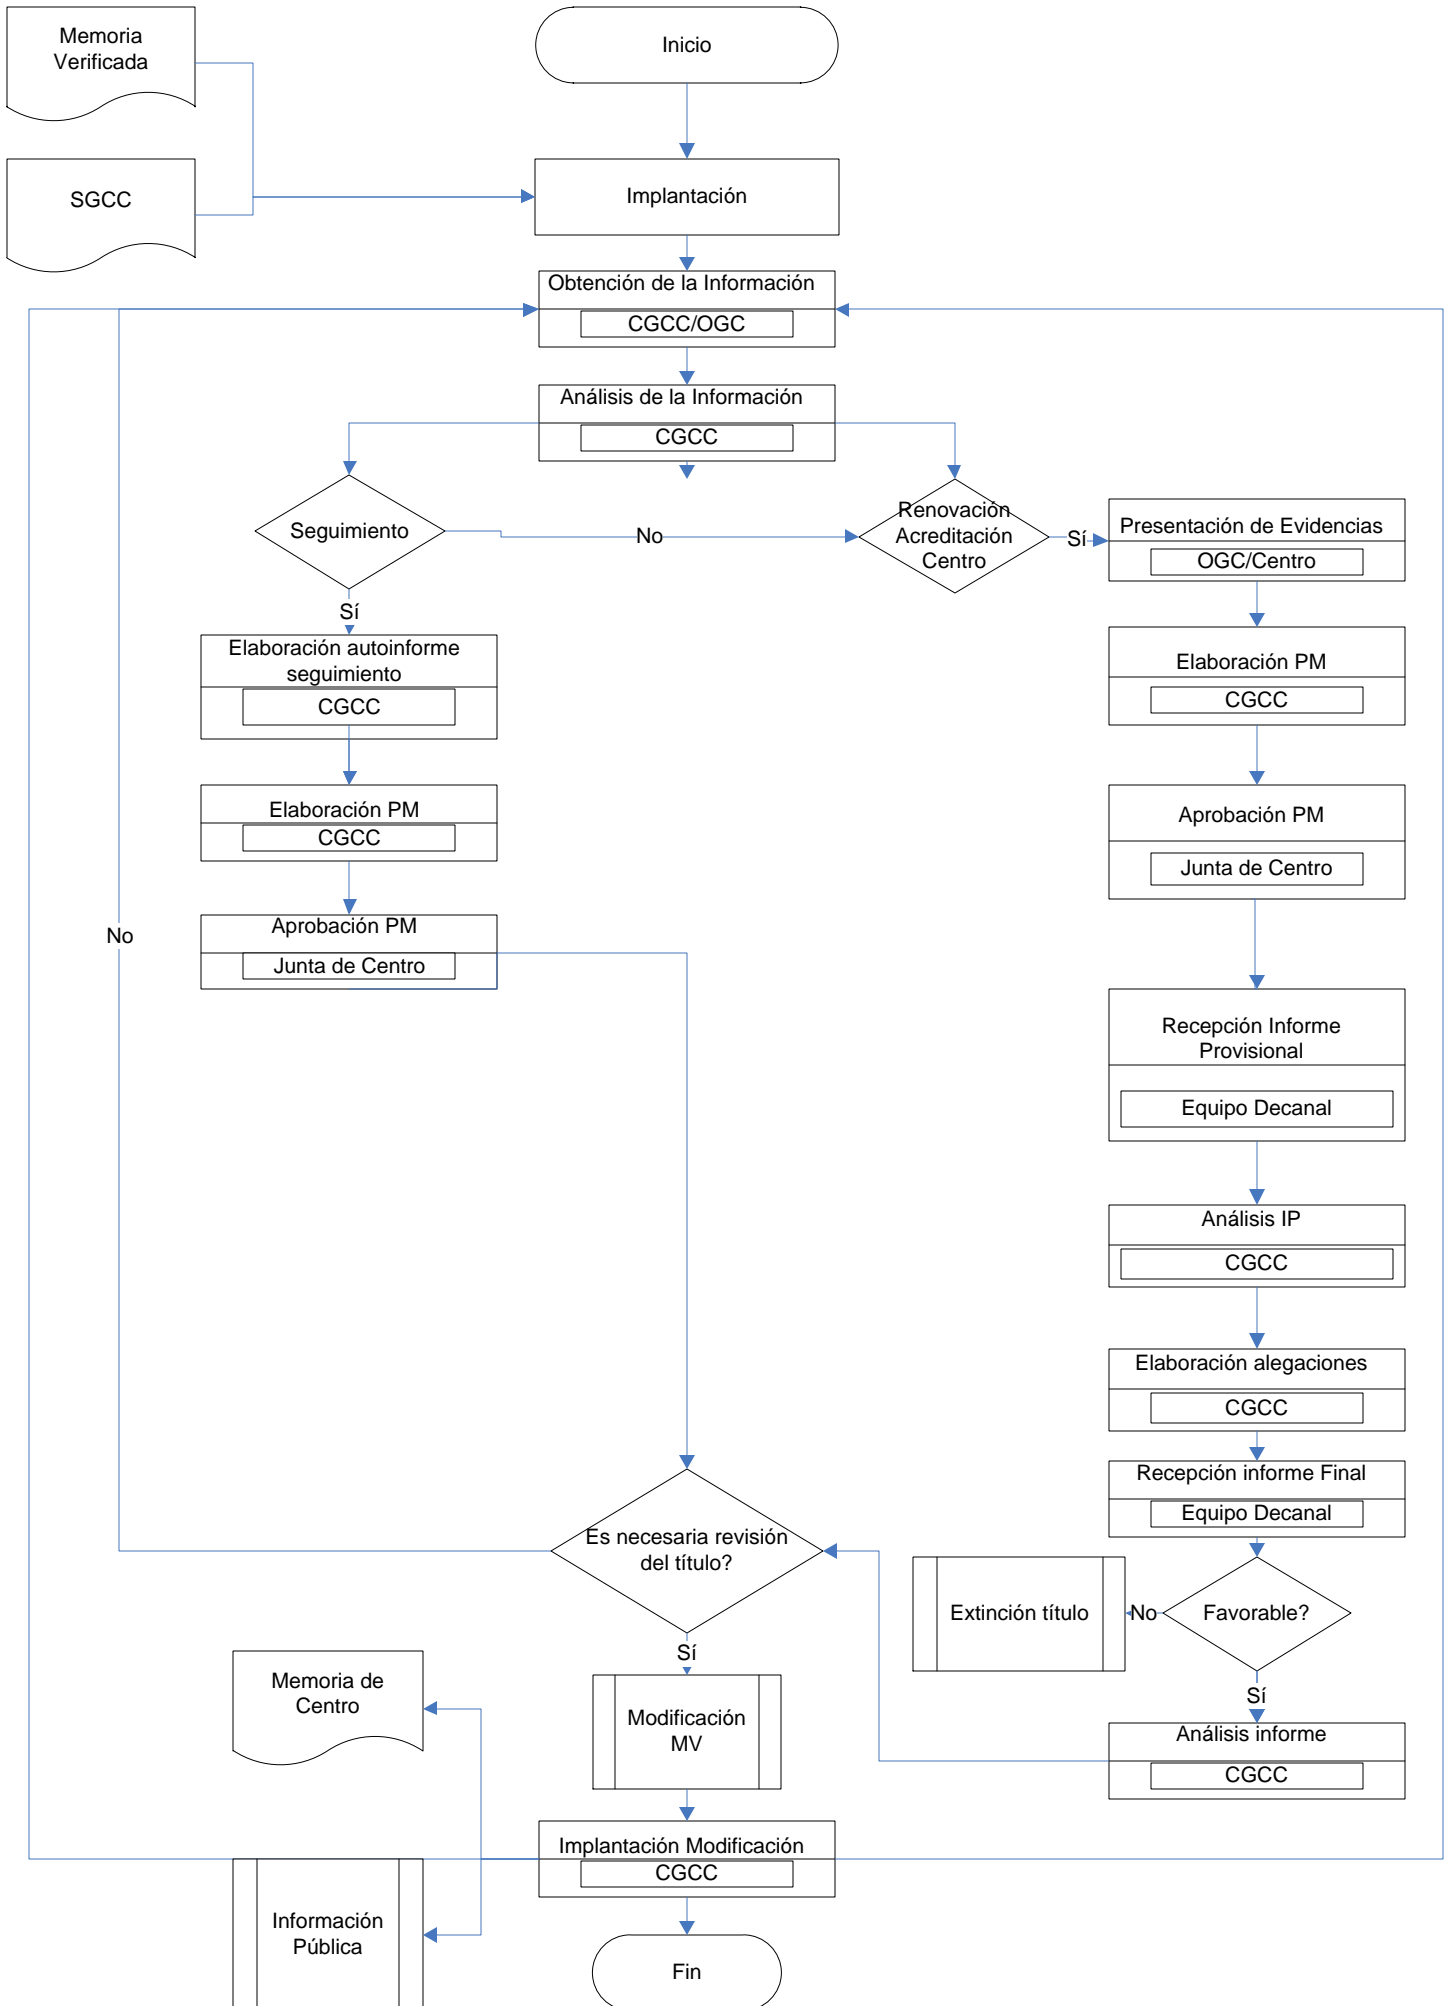 Memoria
Verificada
Inicio
SGCC
Implantación
Obtención de la Información
CGCC/OGC
Análisis de la Información
CGCC
Seguimiento
No
Renovación
Acreditación
Centro
Sí
Presentación de Evidencias
OGC/Centro
Sí
Elaboración autoinforme
seguimiento
CGCC
Elaboración PM
CGCC
Elaboración PM
CGCC
Aprobación PM
Junta de Centro
Aprobación PM
Junta de Centro
No
Recepción Informe
Provisional
Equipo Decanal
Análisis IP
CGCC
Elaboración alegaciones
CGCC
Recepción informe Final
Equipo Decanal
Es necesaria revisión
del título?
Extinción título
No
Favorable?
Sí
Sí
Memoria de
Centro
Modificación
MV
Análisis informe
CGCC
Implantación Modificación
CGCC
Información
Pública
Fin